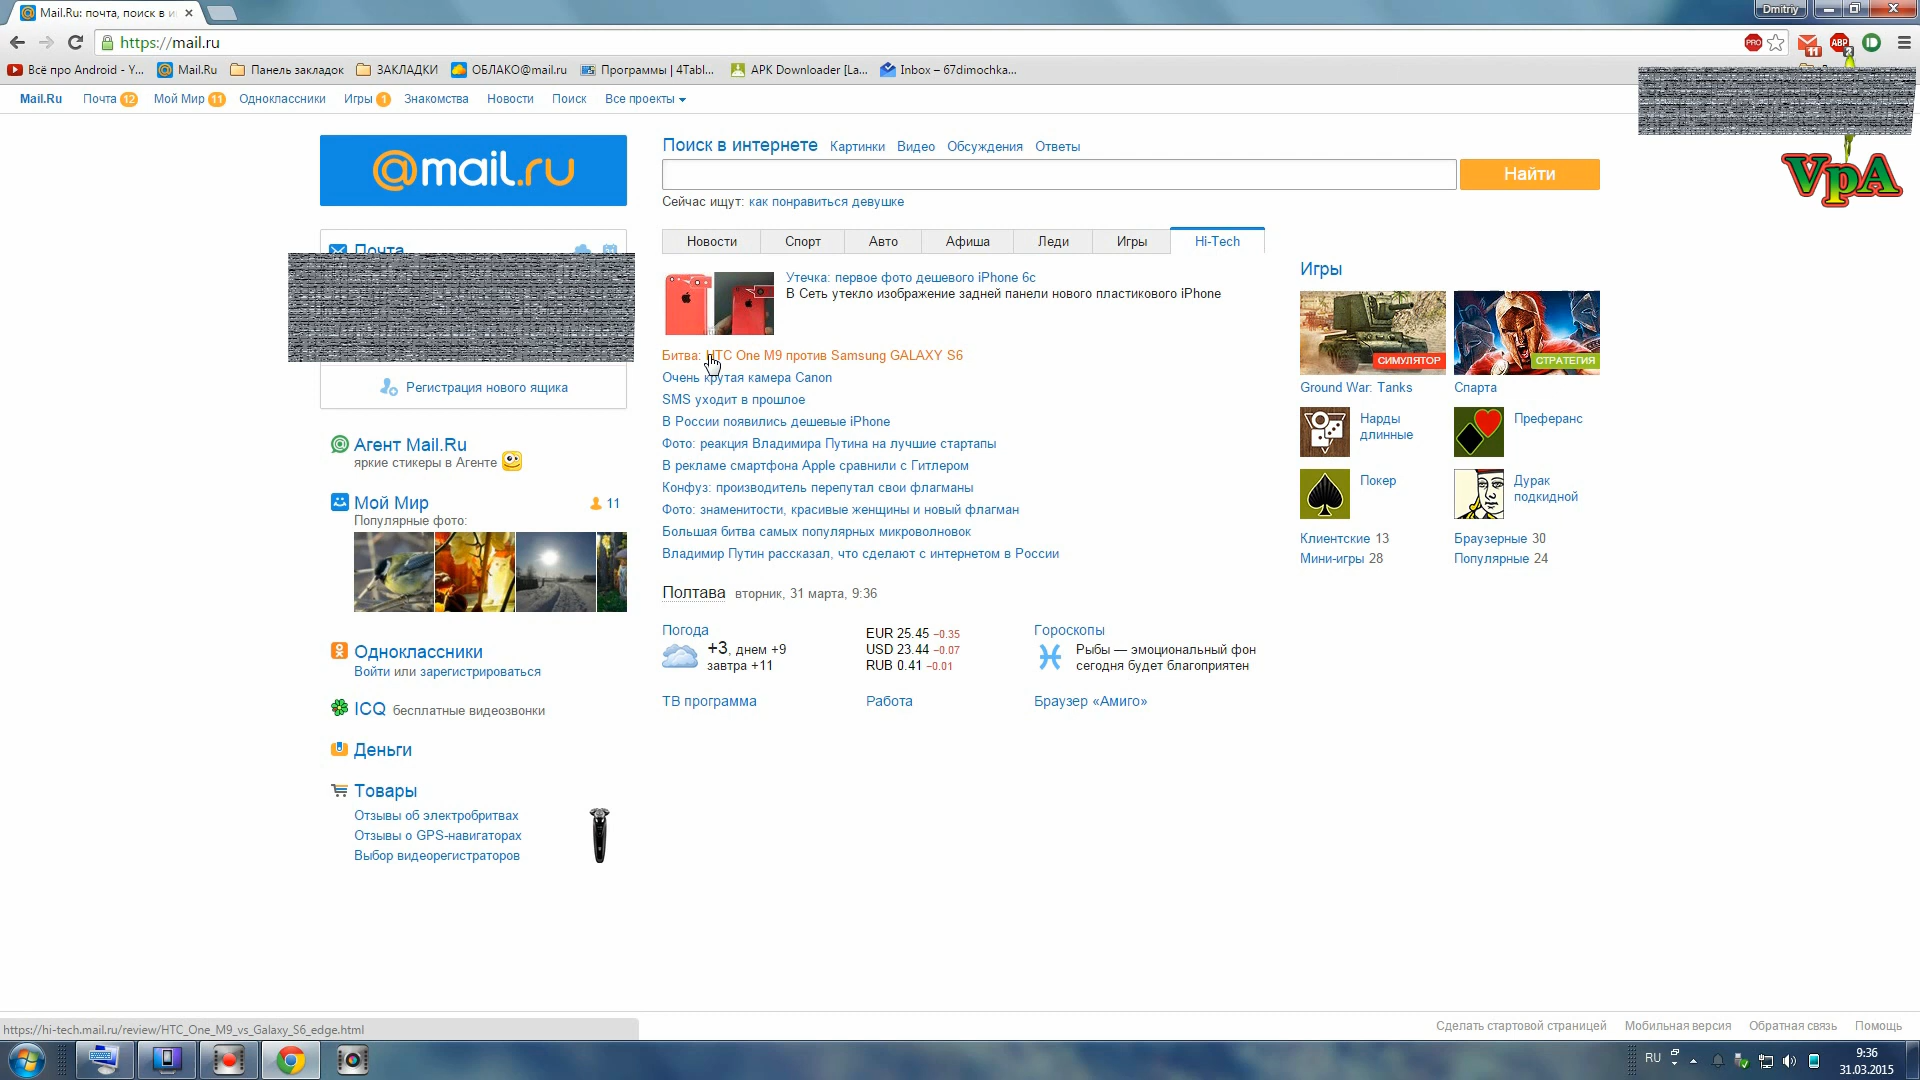 Mail.Ru: почта, поиск в и
Dmitriy
https://mail.ru
PRO
11
ABP
2
Всё про Android - Y...
Mail.Ru
Панель закладок
ЗАКЛАДКИ
ОБЛАКО@mail.ru
Программы | 4Tabl...
APK Downloader [La...
Inbox – 67dimochka...
Mail.Ru Почта 12 Мой Мир 11 Одноклассники Игры 1 Знакомства Новости Поиск Все проекты
@mail.ru
VpA
Поиск в интернете Картинки Видео Обсуждения Ответы
Найти
Сейчас ищут: как понравиться девушке
Почта
31
Регистрация нового ящика
Агент Mail.Ru
яркие стикеры в Агенте
Мой Мир 11
Популярные фото:
Одноклассники
Войти или зарегистрироваться
ICQ бесплатные видеозвонки
Деньги
Товары
Отзывы об электробритвах
Отзывы о GPS-навигаторах
Выбор видеорегистраторов
Новости Спорт Авто Афиша Леди Игры Hi-Tech
Утечка: первое фото дешевого iPhone 6c
В Сеть утекло изображение задней панели нового пластикового iPhone
Битва: HTC One M9 против Samsung GALAXY S6
Очень крутая камера Canon
SMS уходит в прошлое
В России появились дешевые iPhone
Фото: реакция Владимира Путина на лучшие стартапы
В рекламе смартфона Apple сравнили с Гитлером
Конфуз: производитель перепутал свои флагманы
Фото: знаменитости, красивые женщины и новый флагман
Большая битва самых популярных микроволновок
Владимир Путин рассказал, что сделают с интернетом в России
Полтава вторник, 31 марта, 9:36
Погода
+3, днем +9
завтра +11
EUR 25.45 −0.35
USD 23.44 −0.07
RUB 0.41 −0.01
Гороскопы
Рыбы — эмоциональный фон
сегодня будет благоприятен
ТВ программа
Работа
Браузер «Амиго»
Игры
СИМУЛЯТОР
СТРАТЕГИЯ
Ground War: Tanks
Спарта
Нарды
длинные
Преферанс
Покер
Дурак
подкидной
Клиентские 13
Браузерные 30
Мини-игры 28
Популярные 24
Сделать стартовой страницей Мобильная версия Обратная связь Помощь
https://hi-tech.mail.ru/review/HTC_One_M9_vs_Galaxy_S6_edge.html
RU
9:36
31.03.2015